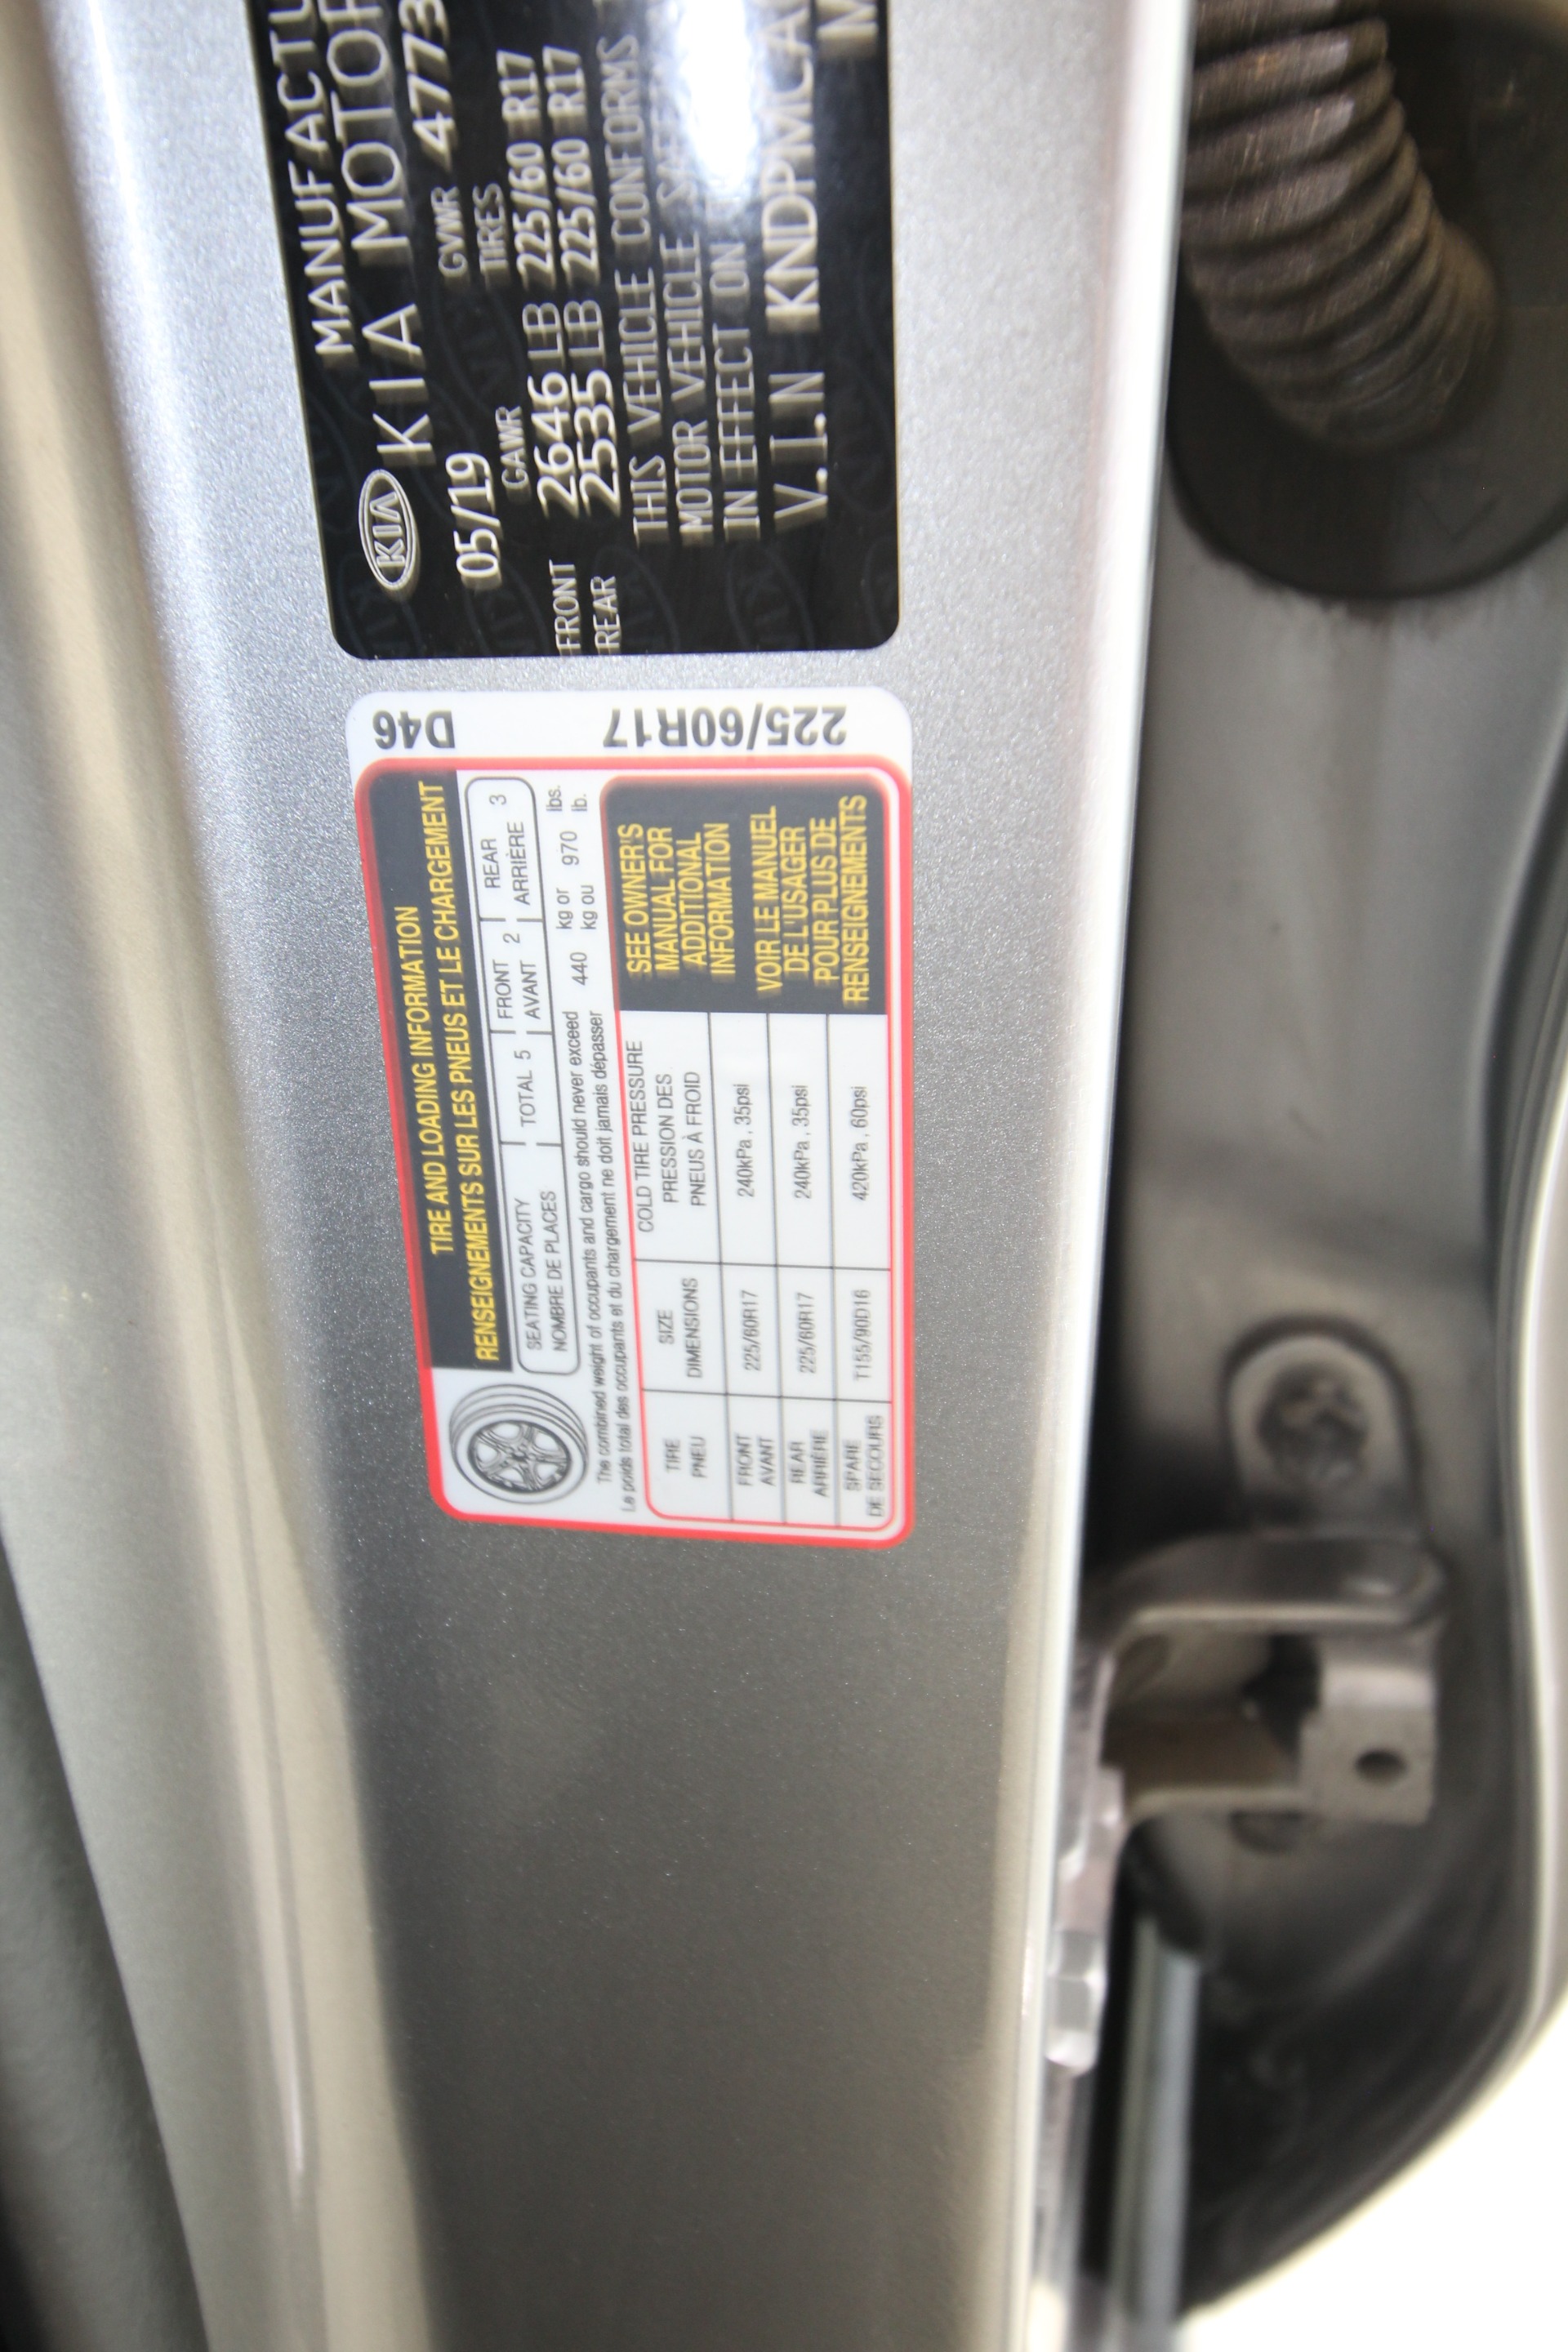 MANUFACTU
KIA KIA MOTOR
05/19 GVWR 4773
GAWR TIRES
FRONT 2646 LB 225/60 R17
REAR 2535 LB 225/60 R17
THIS VEHICLE CONFORMS
MOTOR VEHICLE SAFE
IN EFFECT ON
V.I.N KNDPMCA
M
D46
225/60R17
TIRE AND LOADING INFORMATION
RENSEIGNEMENTS SUR LES PNEUS ET LE CHARGEMENT
SEATING CAPACITY
NOMBRE DE PLACES
TOTAL 5
FRONT
AVANT 2
REAR
ARRIÈRE 3
The combined weight of occupants and cargo should never exceed 440 kg or 970 lbs.
Le poids total des occupants et du chargement ne doit jamais dépasser kg ou lb.
TIRE
PNEU
SIZE
DIMENSIONS
COLD TIRE PRESSURE
PRESSION DES
PNEUS À FROID
FRONT
AVANT
225/60R17
240kPa , 35psi
REAR
ARRIÈRE
225/60R17
240kPa , 35psi
SPARE
DE SECOURS
T155/90D16
420kPa , 60psi
SEE OWNER'S
MANUAL FOR
ADDITIONAL
INFORMATION
VOIR LE MANUEL
DE L'USAGER
POUR PLUS DE
RENSEIGNEMENTS